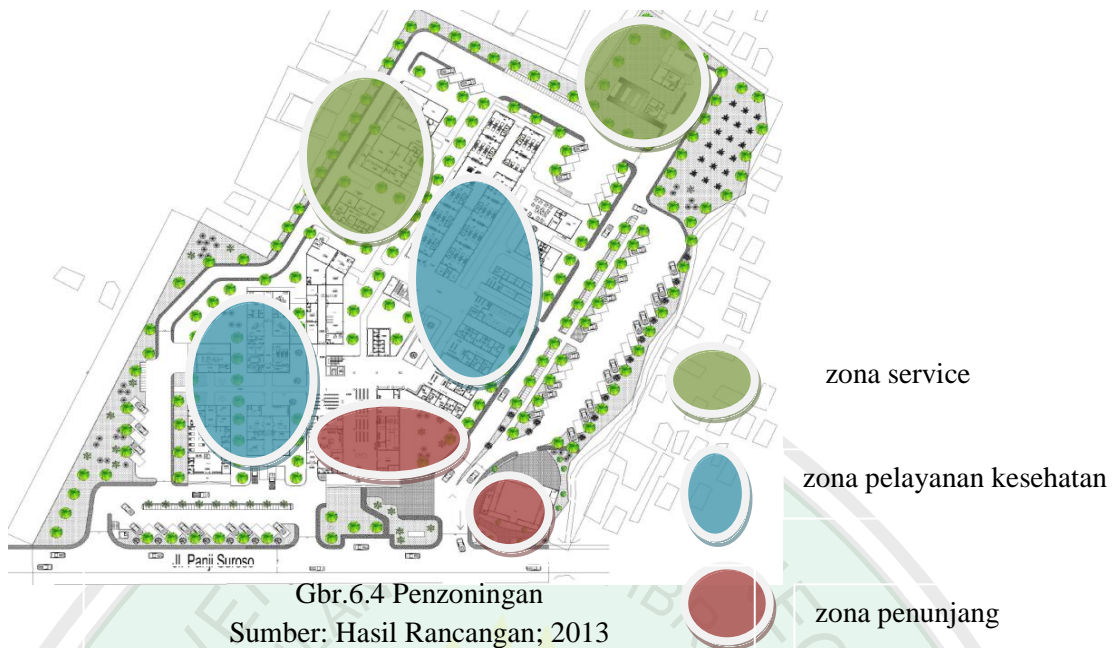 zona service
zona pelayanan kesehatan
Jl. Panji Suroso
Gbr.6.4 Penzoningan
zona penunjang
Sumber: Hasil Rancangan; 2013